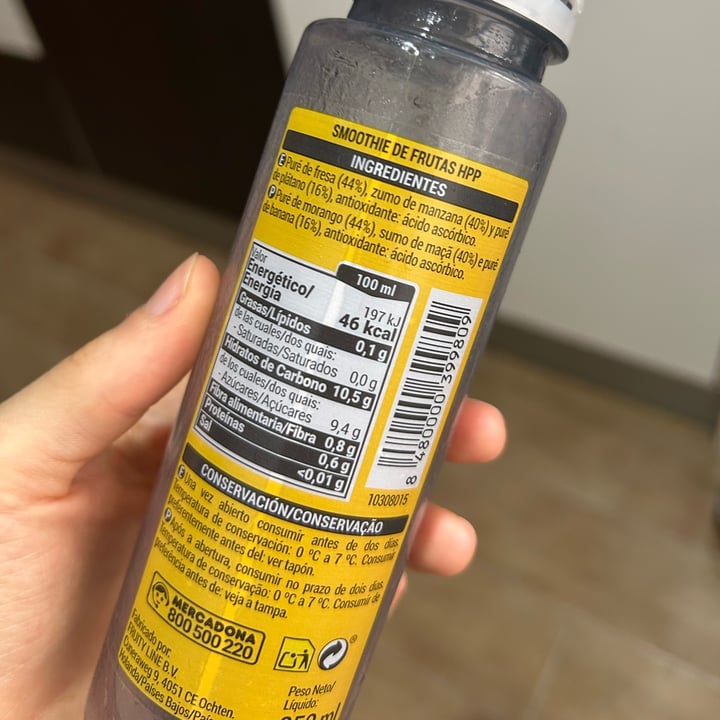 SMOOTHIE DE FRUTAS HPP
INGREDIENTES
E Puré de fresa (44%), zumo de manzana (40%) y puré
de plátano (16%), antioxidante: ácido ascórbico.
P Puré de morango (44%), sumo de maçã (40%) e puré
de banana (16%), antioxidante: ácido ascórbico.
100 ml
Valor
Energético/ 197 kJ
Energia 46 kcal
Grasas/Lípidos 0,1 g
de las cuales/dos quais:
- Saturadas/Saturados 0,0 g
Hidratos de Carbono 10,5 g
de los cuales/dos quais:
- Azúcares/Açúcares 9,4 g
Fibra alimentaria/Fibra 0,8 g
Proteínas 0,6 g
Sal <0,01 g
8 480000 399809
10308015
CONSERVACIÓN/CONSERVAÇÃO
E Una vez abierto consumir antes de dos días.
Temperatura de conservación: 0 ºC a 7 ºC. Consumir
preferentemente antes del: ver tapón.
P Após a abertura, consumir no prazo de dois dias.
Temperatura de conservação: 0 ºC a 7 ºC. Consumir de
preferência antes de: veja a tampa.
MERCADONA
800 500 220
Fabricado por:
FRUITY LINE B.V.
4051 CE Ochten.
Holanda/Países Bajos/
Peso Neto/
Líquido:
250 ml